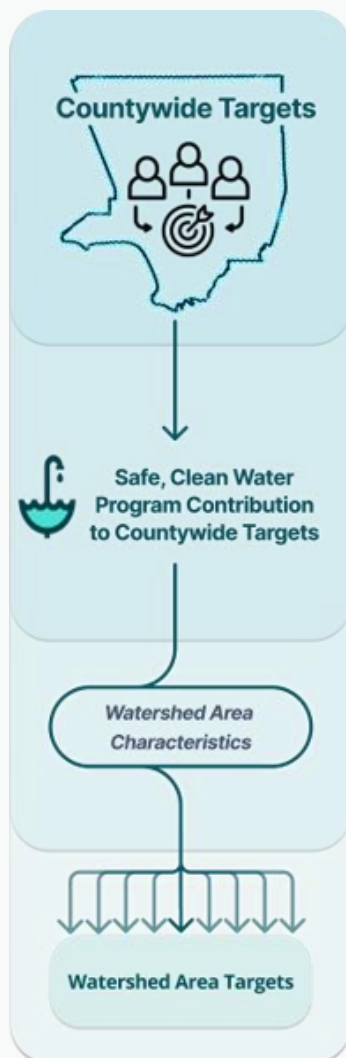 Countywide Targets
Safe, Clean Water
Program Contribution
to Countywide Targets
Watershed Area
Characteristics
Watershed Area Targets